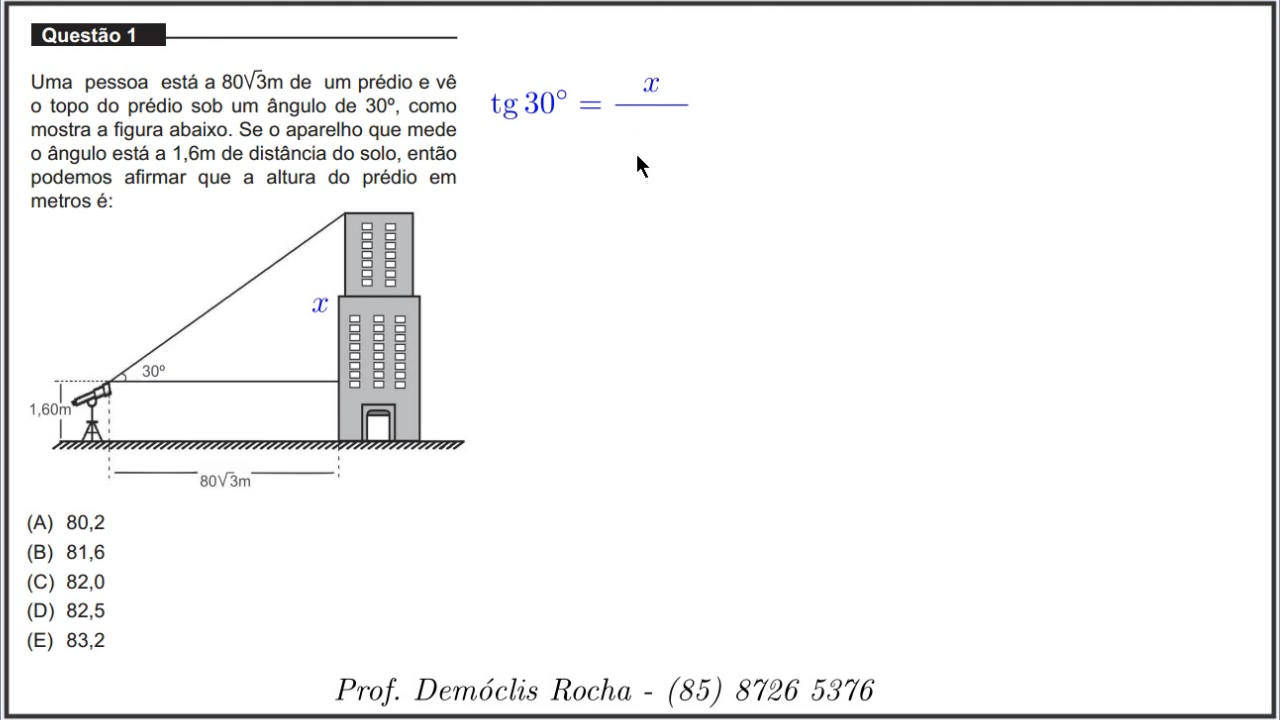 Questão 1
Uma pessoa está a 80√3m de um prédio e vê
o topo do prédio sob um ângulo de 30º, como
mostra a figura abaixo. Se o aparelho que mede
o ângulo está a 1,6m de distância do solo, então
podemos afirmar que a altura do prédio em
metros é:
tg 30° = x
x
30º
1,60m
80√3m
(A) 80,2
(B) 81,6
(C) 82,0
(D) 82,5
(E) 83,2
Prof. Demóclis Rocha - (85) 8726 5376